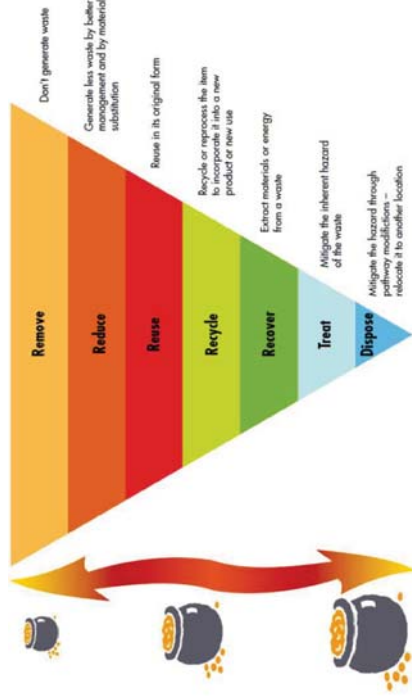 Remove
Don't generate waste
Reduce
Generate less waste by better
management and by material
substitution
Reuse
Reuse in its original form
Recycle
Recycle or reprocess the item
to incorporate it into a new
product or new use
Recover
Extract materials or energy
from a waste
Treat
Mitigate the inherent hazard
of the waste
Dispose
Mitigate the hazard through
pathway modifictions –
relocate it to another location